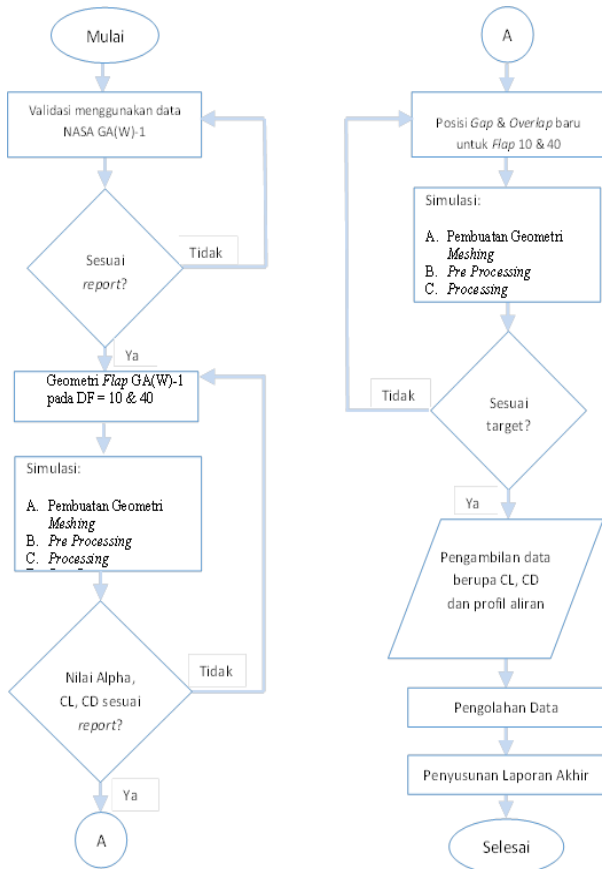 Mulai
Validasi menggunakan data
NASA GA(W)-1
Sesuai
report?
Tidak
Ya
Geometri Flap GA(W)-1
pada DF = 10 & 40
Simulasi:
A. Pembuatan Geometri
Meshing
B. Pre Processing
C. Processing
Nilai Alpha,
CL, CD sesuai
report?
Tidak
Ya
A
A
Posisi Gap & Overlap baru
untuk Flap 10 & 40
Simulasi:
A. Pembuatan Geometri
Meshing
B. Pre Processing
C. Processing
Sesuai
target?
Tidak
Ya
Pengambilan data
berupa CL, CD
dan profil aliran
Pengolahan Data
Penyusunan Laporan Akhir
Selesai